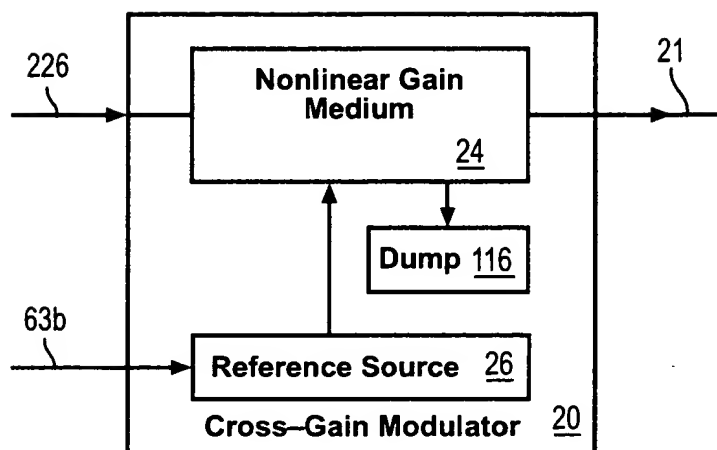 226
Nonlinear Gain
Medium
24
21
Dump 116
63b
Reference Source 26
Cross-Gain Modulator 20